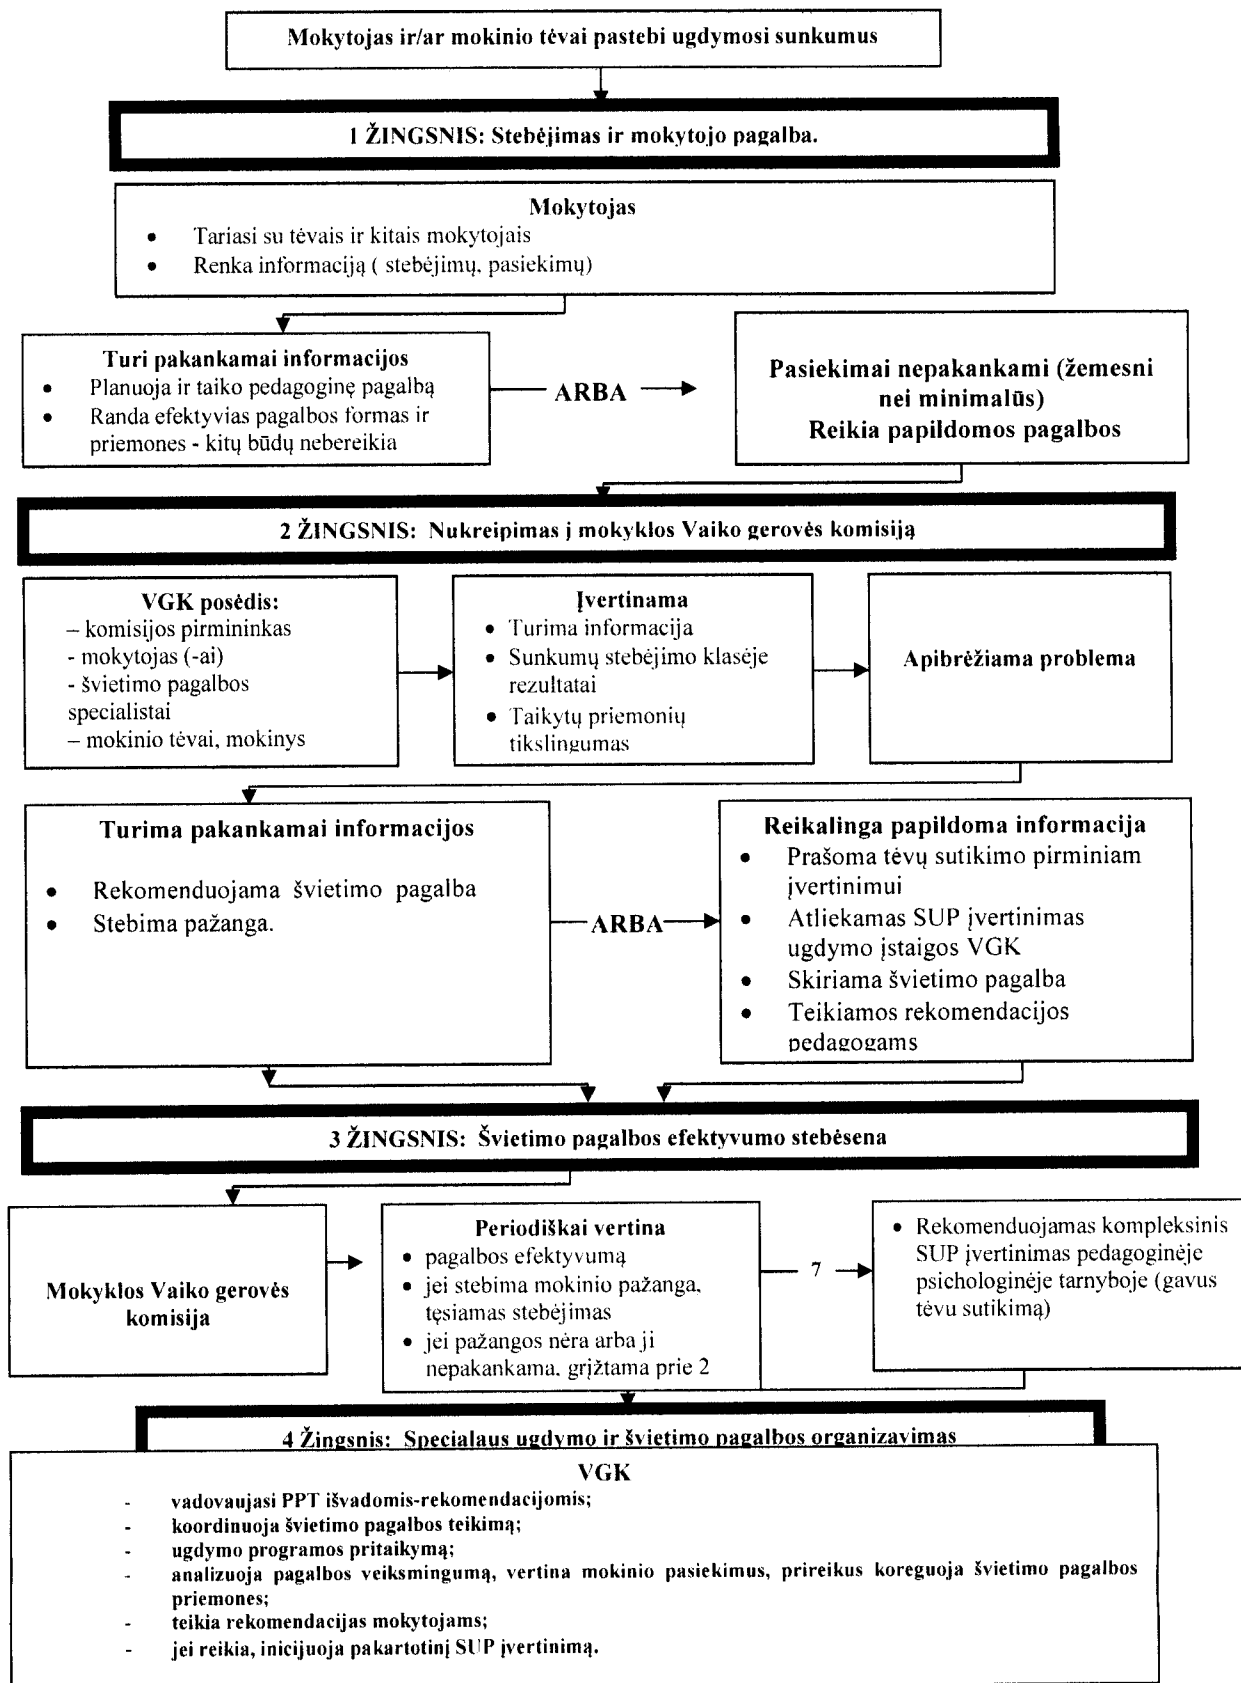 Mokytojas ir/ar mokinio tėvai pastebi ugdymosi sunkumus
1 ŽINGSNIS: Stebėjimas ir mokytojo pagalba.
Mokytojas
• Tariasi su tėvais ir kitais mokytojais
• Renka informaciją ( stebėjimų, pasiekimų)
Turi pakankamai informacijos
• Planuoja ir taiko pedagoginę pagalbą
• Randa efektyvias pagalbos formas ir
priemones - kitų būdų nebereikia
ARBA
Pasiekimai nepakankami (žemesni
nei minimalūs)
Reikia papildomos pagalbos
2 ŽINGSNIS: Nukreipimas į mokyklos Vaiko gerovės komisiją
VGK posėdis:
– komisijos pirmininkas
- mokytojas (-ai)
- švietimo pagalbos
specialistai
– mokinio tėvai, mokinys
Įvertinama
• Turima informacija
• Sunkumų stebėjimo klasėje
rezultatai
• Taikytų priemonių
tikslingumas
Apibrėžiama problema
Turima pakankamai informacijos
• Rekomenduojama švietimo pagalba
• Stebima pažanga.
ARBA
Reikalinga papildoma informacija
• Prašoma tėvų sutikimo pirminiam
įvertinimui
• Atliekamas SUP įvertinimas
ugdymo įstaigos VGK
• Skiriama švietimo pagalba
• Teikiamos rekomendacijos
pedagogams
3 ŽINGSNIS: Švietimo pagalbos efektyvumo stebėsena
Mokyklos Vaiko gerovės
komisija
Periodiškai vertina
• pagalbos efektyvumą
• jei stebima mokinio pažanga,
tęsiamas stebėjimas
• jei pažangos nėra arba ji
nepakankama, grįžtama prie 2
7
• Rekomenduojamas kompleksinis
SUP įvertinimas pedagoginėje
psichologinėje tarnyboje (gavus
tėvu sutikimą)
4 Žingsnis: Specialaus ugdymo ir švietimo pagalbos organizavimas
VGK
- vadovaujasi PPT išvadomis-rekomendacijomis;
- koordinuoja švietimo pagalbos teikimą;
- ugdymo programos pritaikymą;
- analizuoja pagalbos veiksmingumą, vertina mokinio pasiekimus, prireikus koreguoja švietimo pagalbos
priemones;
- teikia rekomendacijas mokytojams;
- jei reikia, inicijuoja pakartotinį SUP įvertinimą.